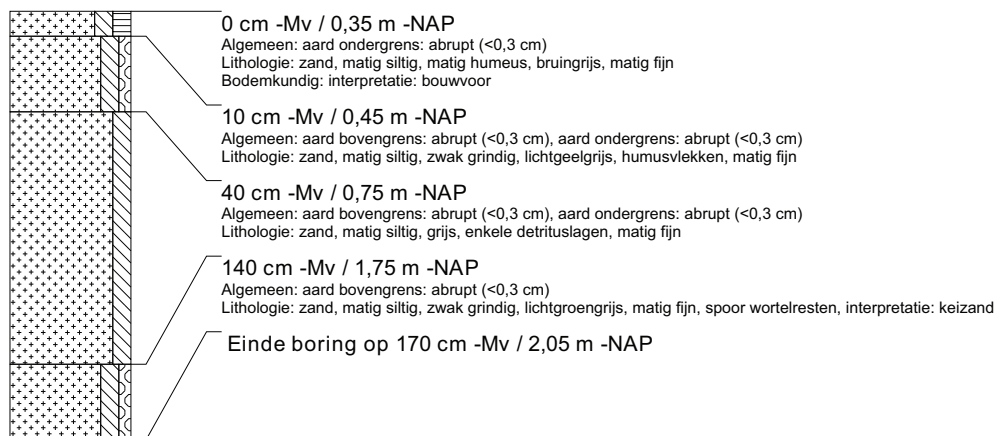 0 cm -Mv / 0,35 m -NAP
Algemeen: aard ondergrens: abrupt (<0,3 cm)
Lithologie: zand, matig siltig, matig humeus, bruingrijs, matig fijn
Bodemkundig: interpretatie: bouwvoor
10 cm -Mv / 0,45 m -NAP
Algemeen: aard bovengrens: abrupt (<0,3 cm), aard ondergrens: abrupt (<0,3 cm)
Lithologie: zand, matig siltig, zwak grindig, lichtgeelgrijs, humusvlekken, matig fijn
40 cm -Mv / 0,75 m -NAP
Algemeen: aard bovengrens: abrupt (<0,3 cm), aard ondergrens: abrupt (<0,3 cm)
Lithologie: zand, matig siltig, grijs, enkele detrituslagen, matig fijn
140 cm -Mv / 1,75 m -NAP
Algemeen: aard bovengrens: abrupt (<0,3 cm)
Lithologie: zand, matig siltig, zwak grindig, lichtgroengrijs, matig fijn, spoor wortelresten, interpretatie: keizand
Einde boring op 170 cm -Mv / 2,05 m -NAP